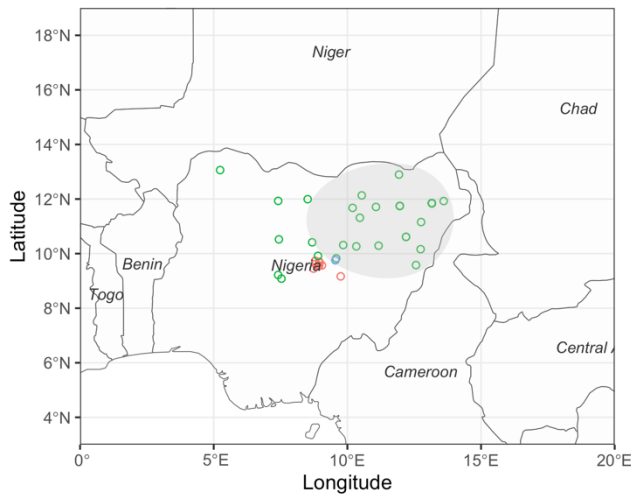 18°N
16°N
14°N
12°N
10°N
8°N
6°N
4°N
Latitude
Niger
Chad
Benin
Nigeria
Togo
Central A
Cameroon
0°
5°E
10°E
15°E
20°E
Longitude